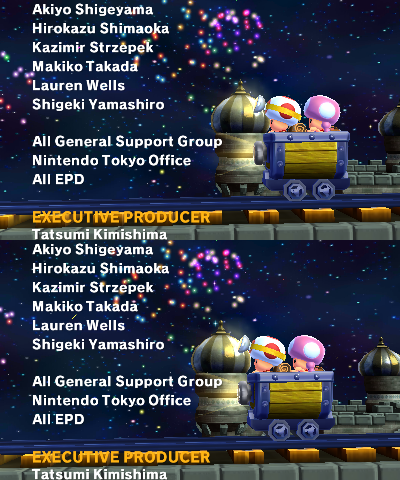 Akiyo Shigeyama
Hirokazu Shimaoka
Kazimir Strzepek
Makiko Takada
Lauren Wells
Shigeki Yamashiro
All General Support Group
Nintendo Tokyo Office
All EPD
EXECUTIVE PRODUCER
Tatsumi Kimishima
Akiyo Shigeyama
Hirokazu Shimaoka
Kazimir Strzepek
Makiko Takada
Lauren Wells
Shigeki Yamashiro
All General Support Group
Nintendo Tokyo Office
All EPD
EXECUTIVE PRODUCER
Tatsumi Kimishima